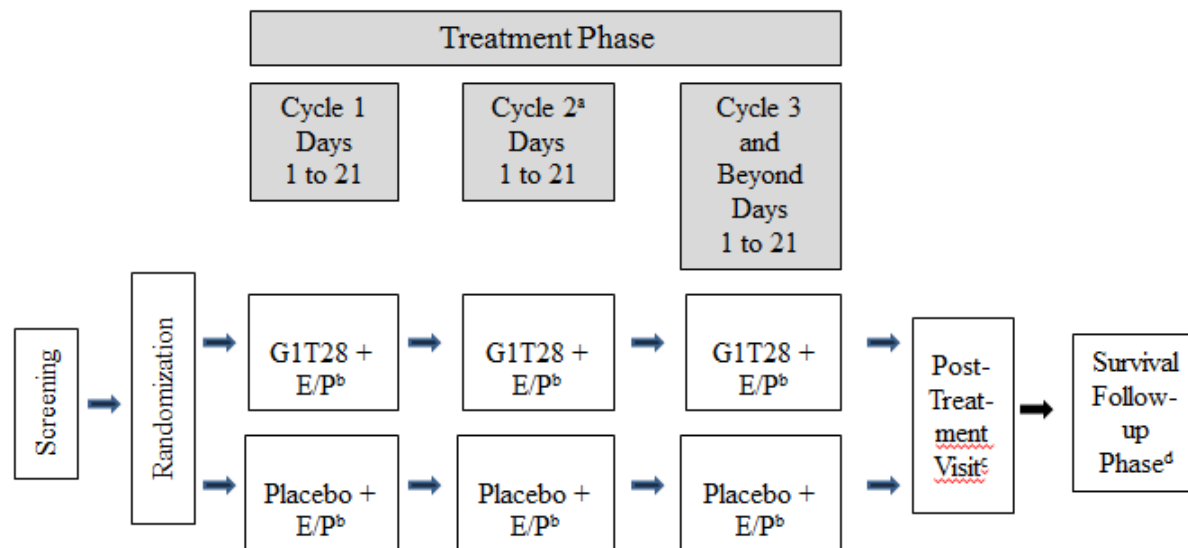 Treatment Phase
Cycle 1
Days
1 to 21
Cycle 2ᵃ
Days
1 to 21
Cycle 3
and
Beyond
Days
1 to 21
Screening
Randomization
G1T28 +
E/Pᵇ
G1T28 +
E/Pᵇ
G1T28 +
E/Pᵇ
Placebo +
E/Pᵇ
Placebo +
E/Pᵇ
Placebo +
E/Pᵇ
Post-
Treat-
ment
Visitᶜ
Survival
Follow-
up
Phaseᵈ